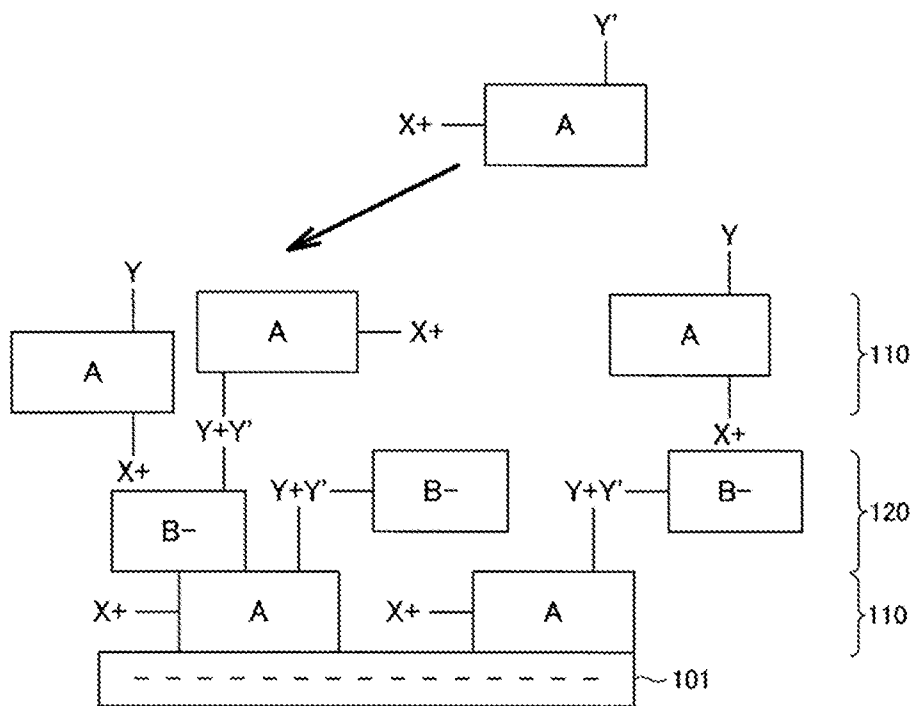 Y'
X+ A
Y Y
A A X+ A 110
Y+Y'
X+ X+
Y+Y' B− Y+Y' B− 120
B−
X+ A X+ A 110
− − − − − − − − − − − − − − 101